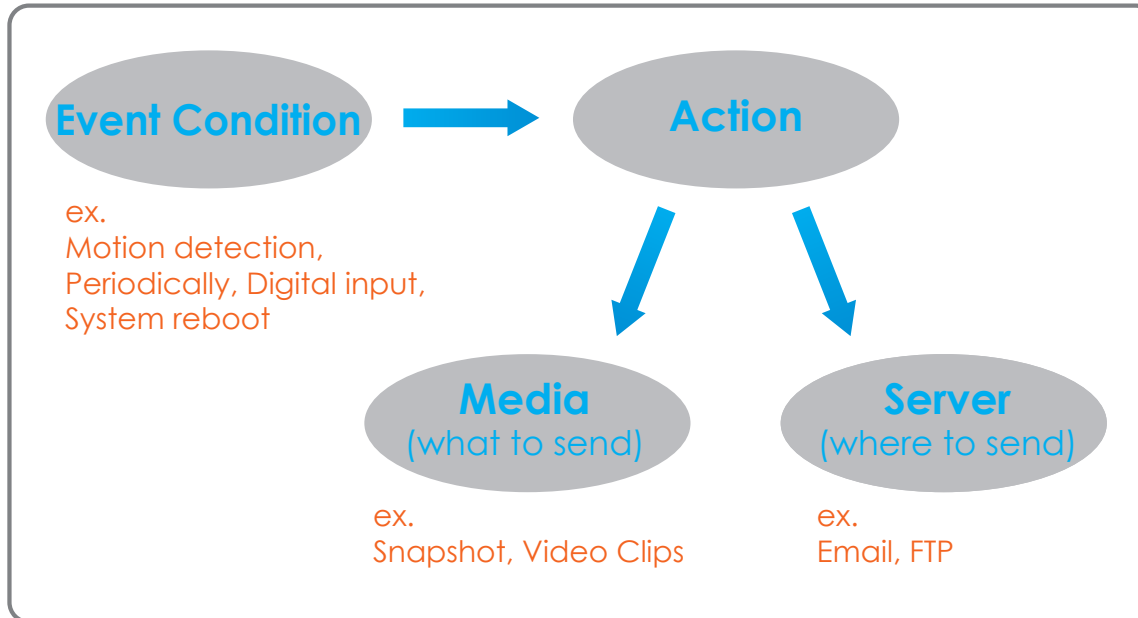 Event Condition
Action
ex.
Motion detection,
Periodically, Digital input,
System reboot
Media
(what to send)
Server
(where to send)
ex.
Snapshot, Video Clips
ex.
Email, FTP